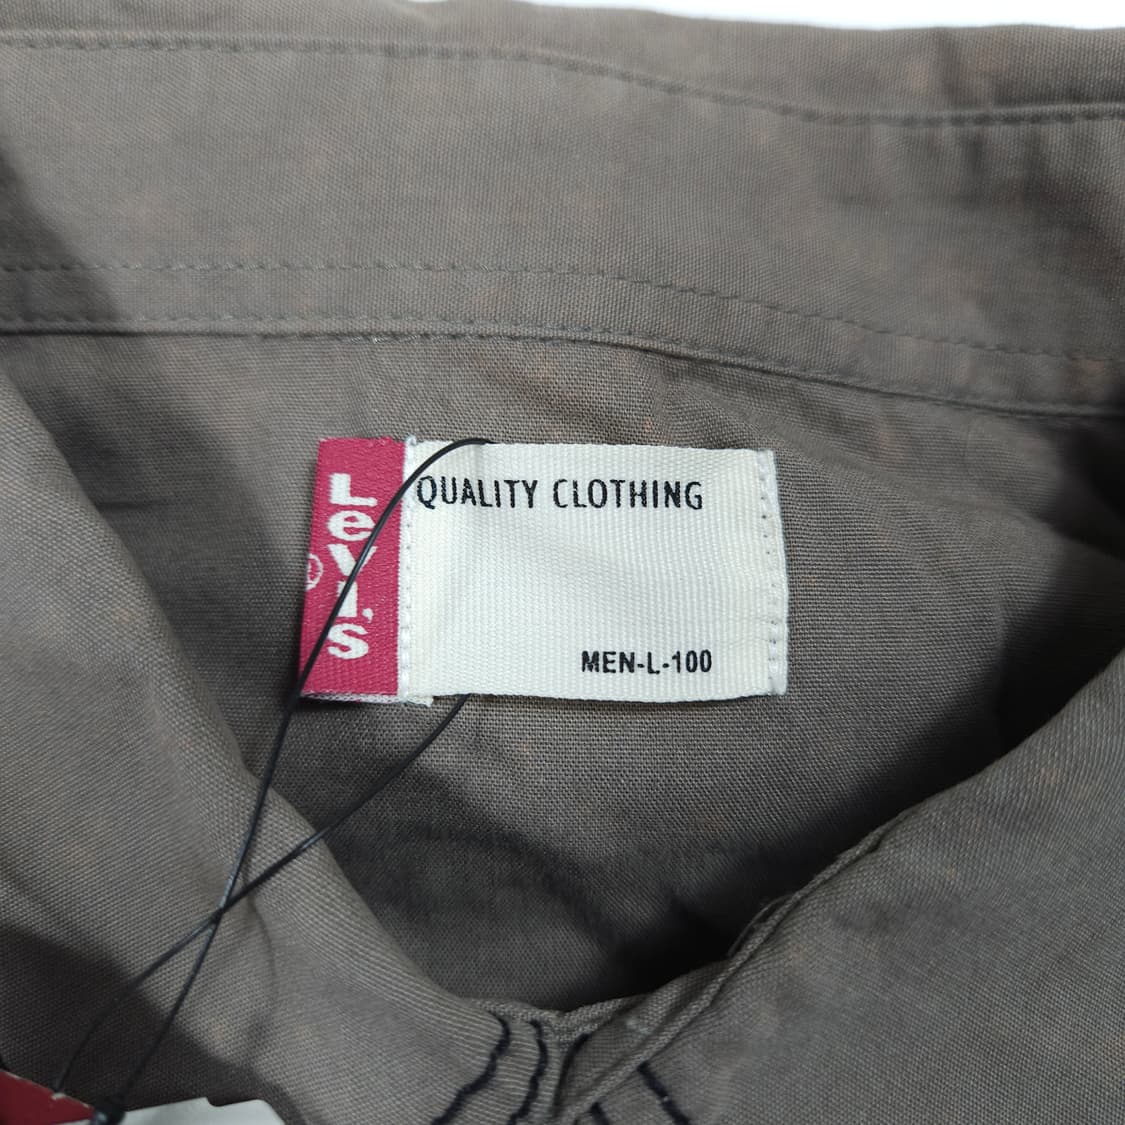 Levi's
®
QUALITY CLOTHING
MEN-L-100